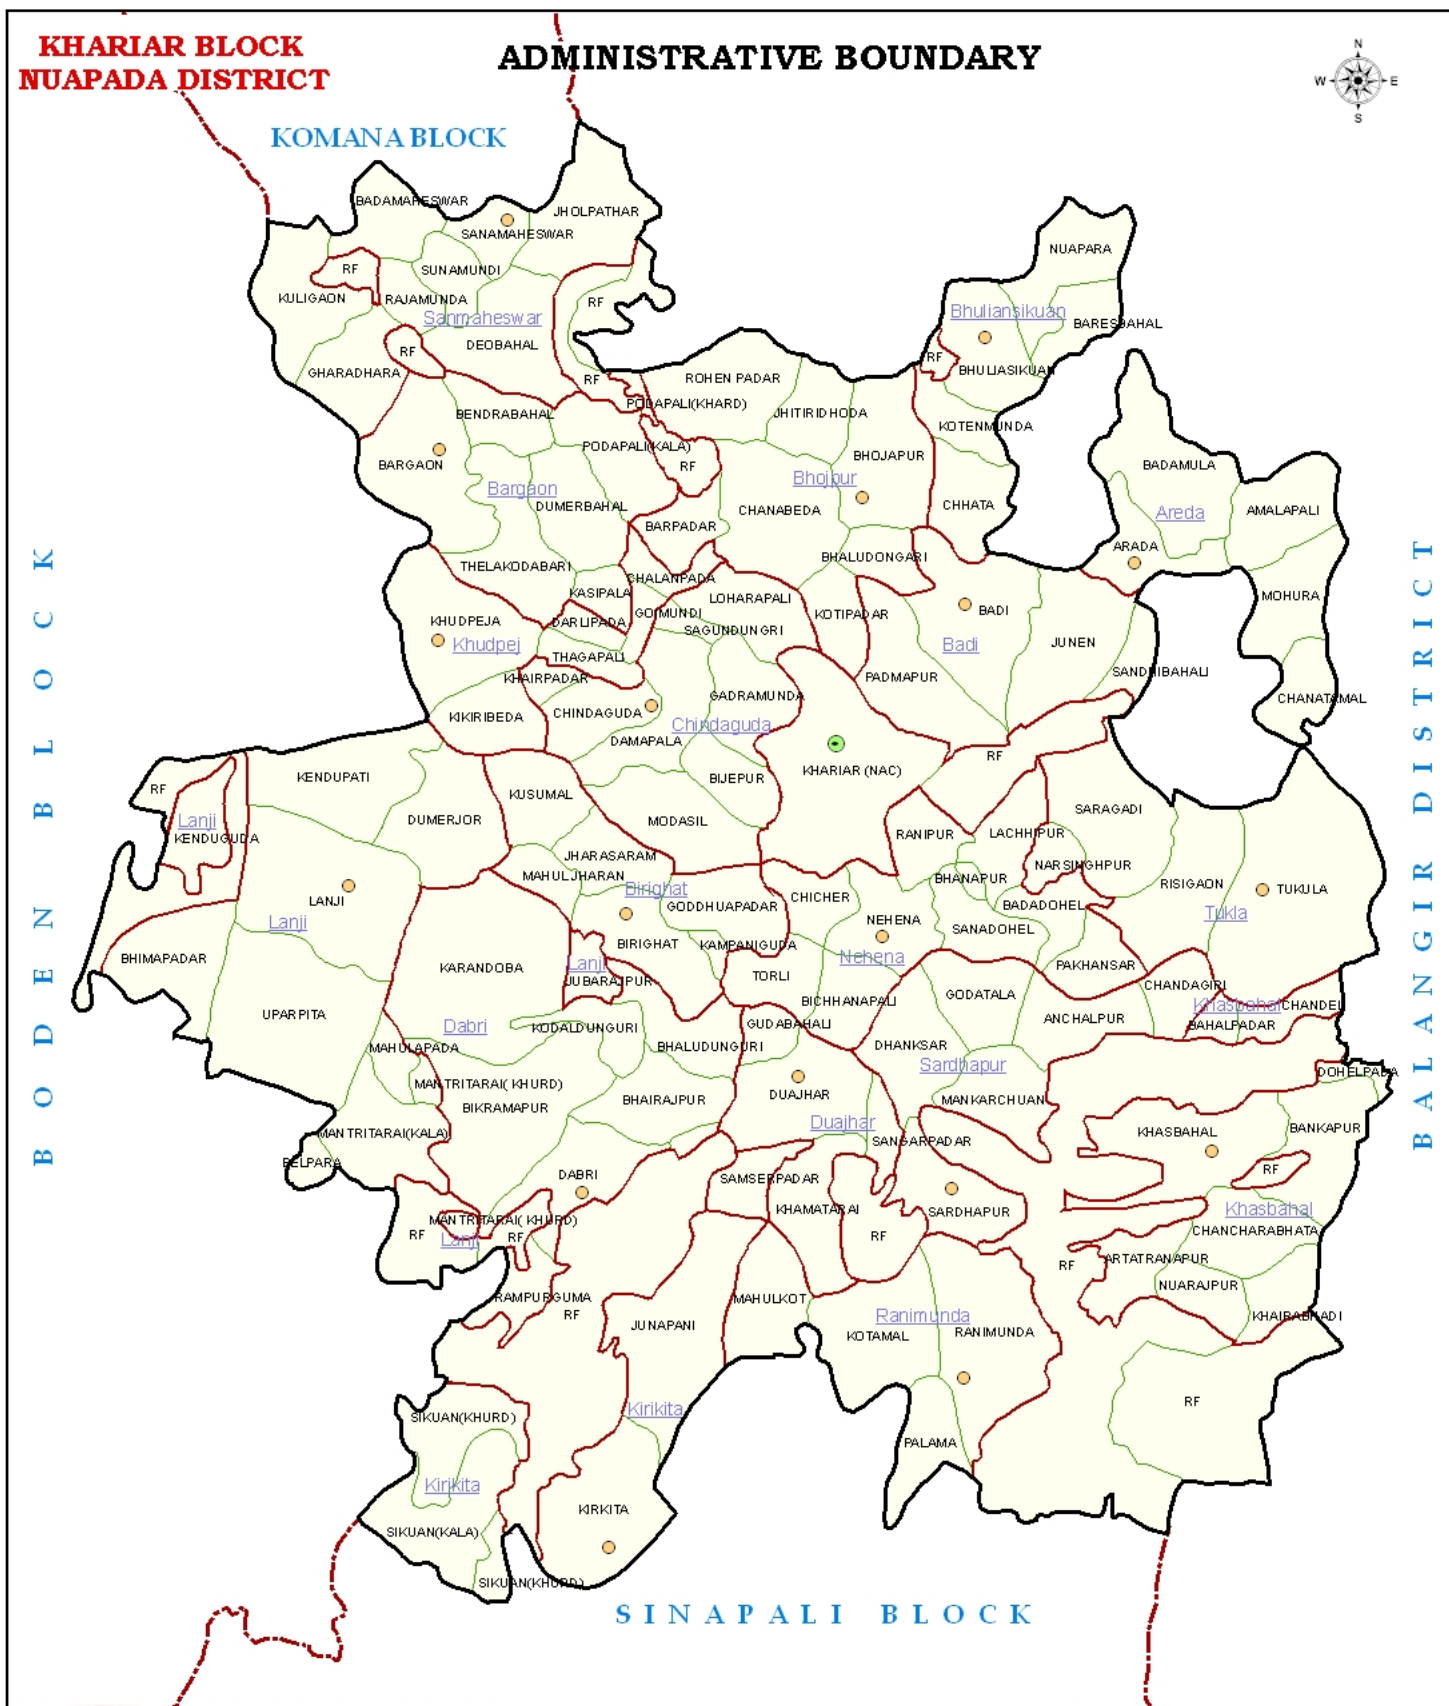 KHARIAR BLOCK
NUAPADA DISTRICT
ADMINISTRATIVE BOUNDARY
N
W E
S
KOMANA BLOCK
BADAMAHESWAR
JHOLPATHAR
SANAMAHESWAR
NUAPARA
RF
SUNAMUNDI
KULIGAON
RAJAMUNDA
RF
Sanmaheswar
Bhuliansikuan
BARESBAHAL
DEOBAHAL
RF
RF
BHULIASIKUAN
GHARADHARA
RF
ROHEN PADAR
PODAPALI(KHARD)
JHITIRIDHODA
BENDRABAHAL
KOTENMUNDA
PODAPALI(KALA)
BHOJAPUR
BARGAON
RF
BADAMULA
Bhojpur
Bargaon
DUMERBAHAL
CHANABEDA
CHHATA
Areda
AMALAPALI
BARPADAR
ARADA
BHALUDONGARI
THELAKODABARI
CHALANPADA
KASIPALA
LOHARAPALI
MOHURA
GOIMUNDI
KOTIPADAR
BADI
KHUDPEJA
DARLIPADA
SAGUNDUNGRI
Khudpej
Badi
JUNEN
THAGAPALI
SANDHIBAHALI
KHAIRPADAR
PADMAPUR
GADRAMUNDA
CHANATAMAL
KIKIRIBEDA
CHINDAGUDA
Chindaguda
DAMAPALA
RF
KHARIAR (NAC)
BIJEPUR
KENDUPATI
RF
KUSUMAL
SARAGADI
Lanji
DUMERJOR
MODASIL
KENDUGUDA
RANIPUR
LACHHIPUR
JHARASARAM
NARSINGHPUR
MAHULJHARAN
BHANAPUR
RISIGAON
TUKULA
Birighat
CHICHER
LANJI
GODDHUAPADAR
BADADOHEL
Tukla
Lanji
NEHENA
SANADOHEL
BIRIGHAT
KAMPANIGUDA
BHIMAPADAR
Nehena
KARANDOBA
Lanji
PAKHANSAR
TORLI
JUBARAJPUR
CHANDAGIRI
GODATALA
BICHHANAPALI
Khasbahal
CHANDEL
UPARPITA
ANCHALPUR
Dabri
KODALDUNGURI
GUDABAHALI
BAHALPADAR
MAHULAPADA
BHALUDUNGURI
DHANKSAR
Sardhapur
DOHELPADA
MANTRITARAI( KHURD)
DUAJHAR
BHAIRAJPUR
MANKARCHUAN
BIKRAMAPUR
Duajhar
BANKAPUR
MANTRITARAI(KALA)
SANGARPADAR
KHASBAHAL
BELPARA
RF
DABRI
SAMSERPADAR
KHAMATARAI
SARDHAPUR
Khasbahal
MANTRITARAI( KHURD)
CHANCHARABHATA
RF
Lanji
RF
RF
RF
ARTATRANAPUR
NUARAJPUR
RAMPURGUMA
MAHULKOT
RF
Ranimunda
KHAIRABHADI
JUNAPANI
KOTAMAL
RANIMUNDA
RF
Kirikita
SIKUAN(KHURD)
PALAMA
Kirikita
KIRKITA
SIKUAN(KALA)
SIKUAN(KHURD)
SINAPALI BLOCK
BODEN BLOCK
BALANGIR DISTRICT